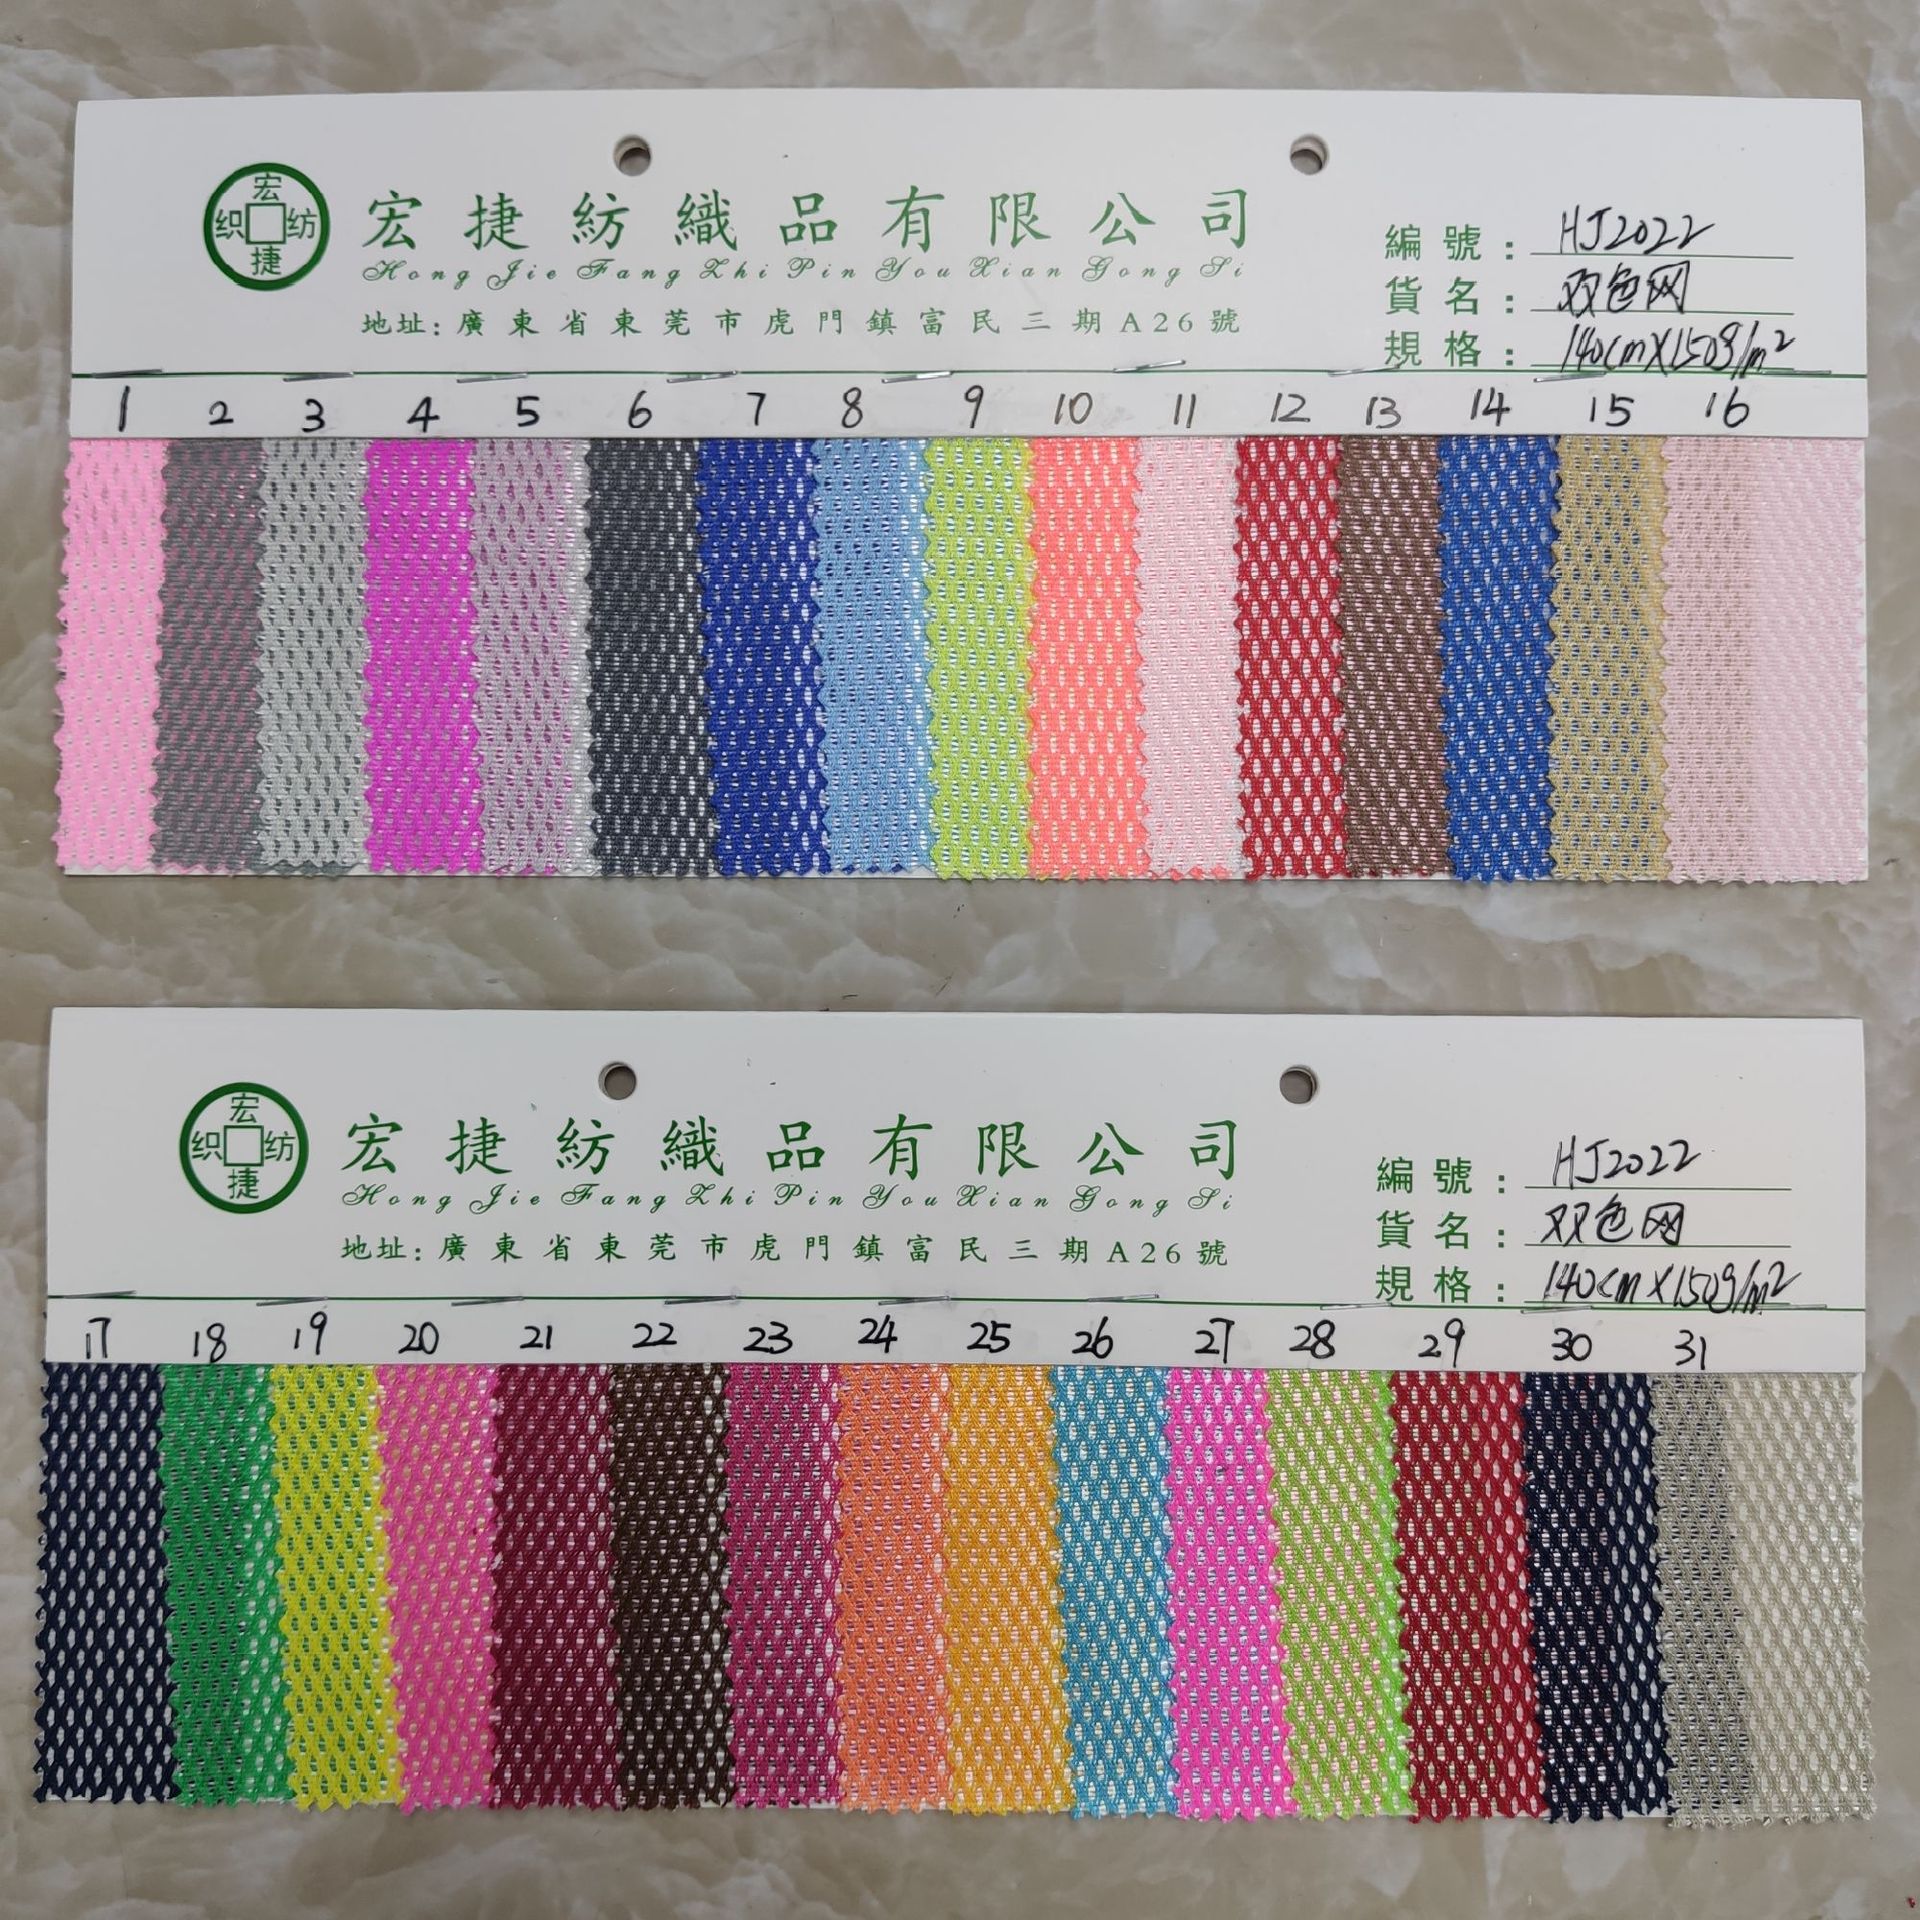 宏
织 纺
捷
宏捷紡織品有限公司
Hong Jie Fang Zhi Pin You Xian Gong Si
地址:廣東省東莞市虎門鎮富民三期A26號
編號: HJ2022
貨名: 双色网
規格: 140cm×150g/m²
1 2 3 4 5 6 7 8 9 10 11 12 13 14 15 16
宏
织 纺
捷
宏捷紡織品有限公司
Hong Jie Fang Zhi Pin You Xian Gong Si
地址:廣東省東莞市虎門鎮富民三期A26號
編號: HJ2022
貨名: 双色网
規格: 140cm×150g/m²
17 18 19 20 21 22 23 24 25 26 27 28 29 30 31